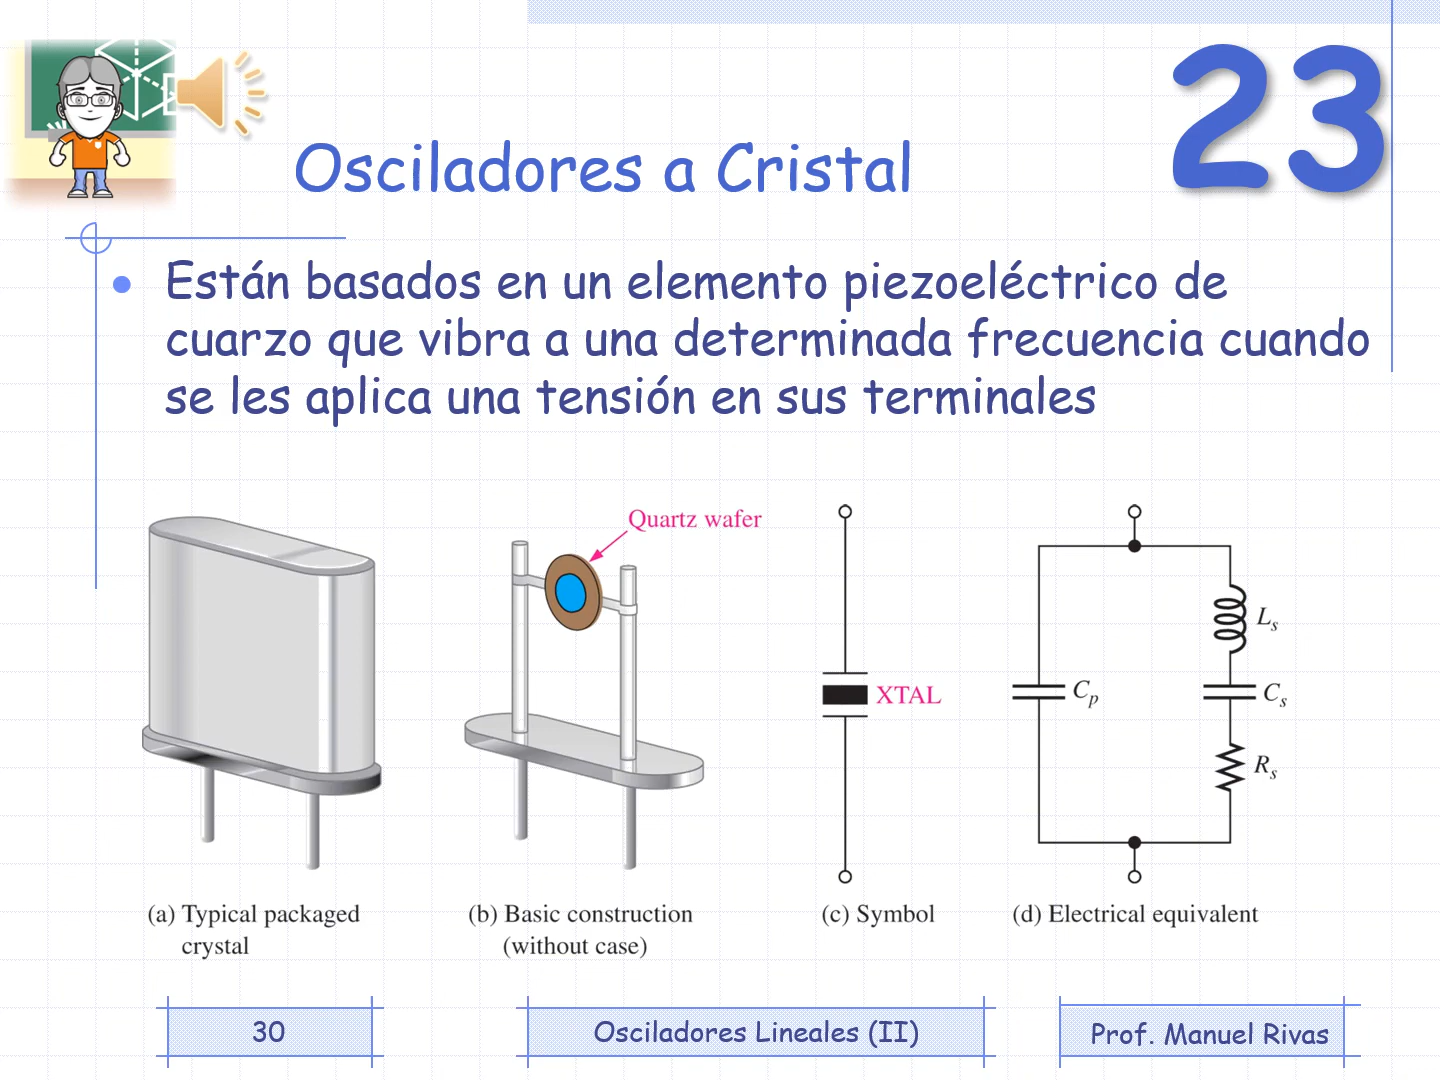 23
Osciladores a Cristal
Están basados en un elemento piezoeléctrico de
cuarzo que vibra a una determinada frecuencia cuando
se les aplica una tensión en sus terminales
Quartz wafer
XTAL
Cp
Ls
Cs
Rs
(a) Typical packaged
crystal
(b) Basic construction
(without case)
(c) Symbol
(d) Electrical equivalent
30
Osciladores Lineales (II)
Prof. Manuel Rivas